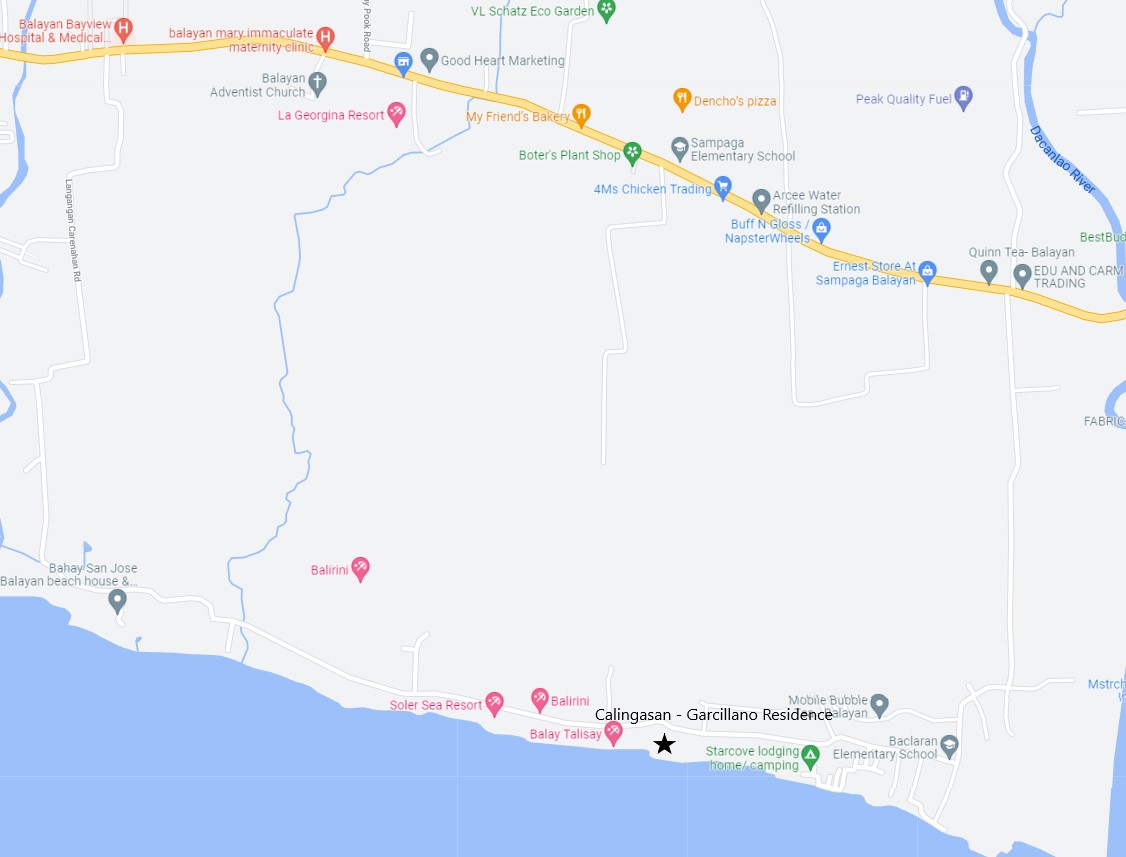 VL Schatz Eco Garden
Balayan Bayview
Hospital & Medical...
balayan mary immaculate
maternity clinic
Pook Road
Good Heart Marketing
Balayan
Adventist Church
La Georgina Resort
My Friend's Bakery
Dencho's pizza
Peak Quality Fuel
Boter's Plant Shop
Sampaga
Elementary School
Dacanlao River
4Ms Chicken Trading
Arcee Water
Refilling Station
Buff N Gloss /
NapsterWheels
Langangan Carenahan Rd
BestBud
Quinn Tea- Balayan
Ernest Store At
Sampaga Balayan
EDU AND CARM
TRADING
FABRIC
Bahay San Jose
Balayan beach house &...
Balirini
Mstrch
Soler Sea Resort
Balirini
Mobile Bubble
Balayan
Calingasan - Garcillano Residence
Balay Talisay
Starcove lodging
home/ camping
Baclaran
Elementary School